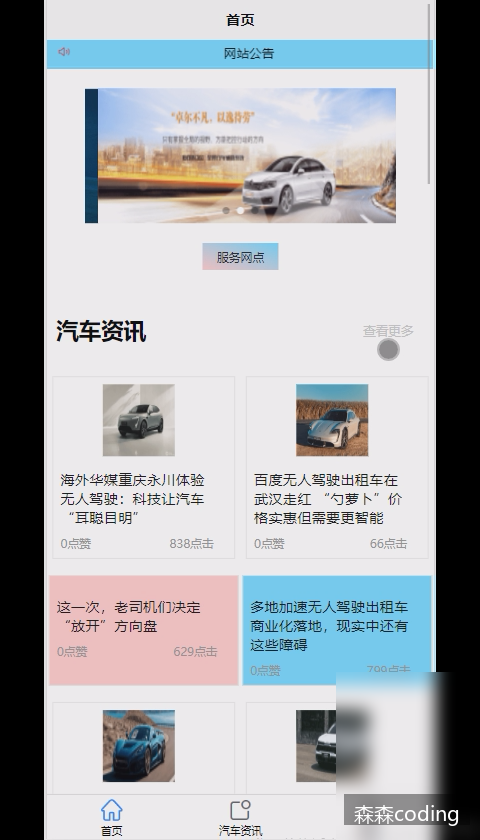 首页
网站公告
“卓尔不凡，以逸待劳”
服务网点
汽车资讯
查看更多
海外华媒重庆永川体验
无人驾驶：科技让汽车
“耳聪目明”
0点赞 838点击
百度无人驾驶出租车在
武汉走红 “勺萝卜”价
格实惠但需要更智能
0点赞 66点击
这一次，老司机们决定
“放开”方向盘
0点赞 629点击
多地加速无人驾驶出租车
商业化落地，现实中还有
这些障碍
0点赞 799点击
首页
汽车资讯
森森coding